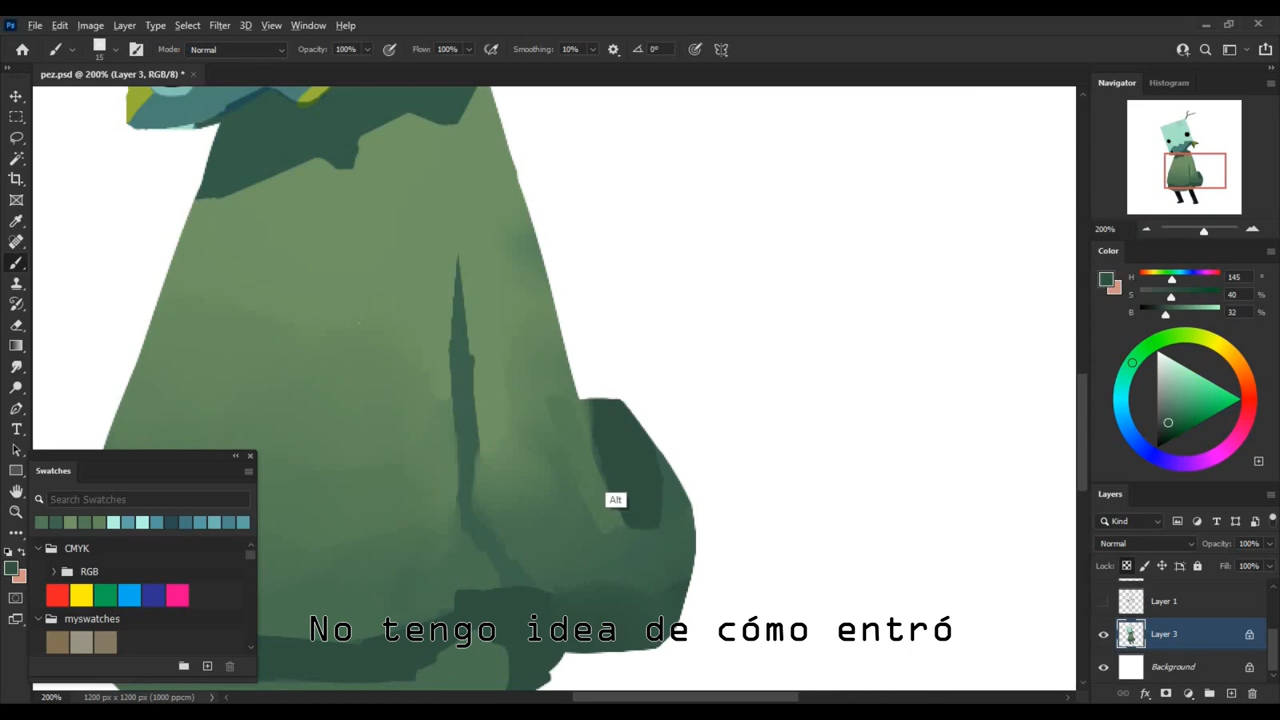 Ps File Edit Image Layer Type Select Filter 3D View Window Help
15 Mode: Normal Opacity: 100% Flow: 100% Smoothing: 10% 0°
pez.psd @ 200% (Layer 3, RGB/8) *
Navigator Histogram
200%
Color
H 145 °
S 40 %
B 32 %
Swatches
Search Swatches
CMYK
RGB
myswatches
Alt
No tengo idea de cómo entró
Layers
Kind
Normal Opacity: 100%
Lock: Fill: 100%
Layer 1
Layer 3
Background
200% 1200 px x 1200 px (1000 ppcm)